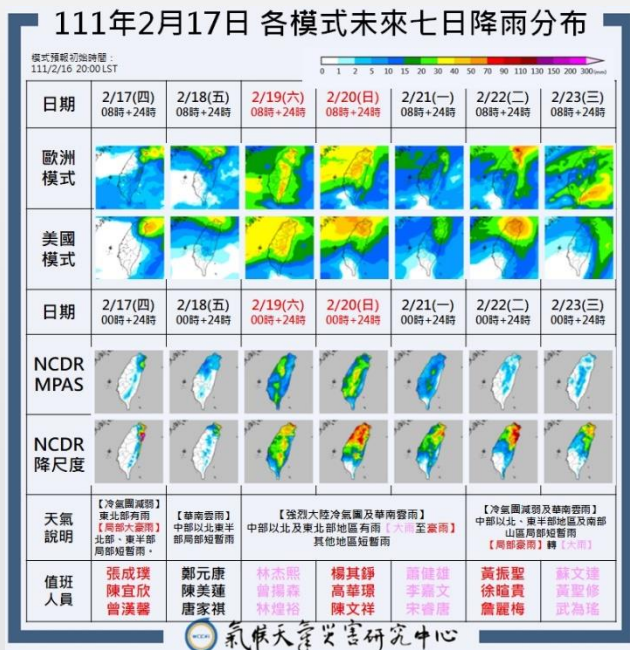 111年2月17日 各模式未來七日降雨分布
模式預報初始時間：
111/2/16 20:00 LST
0 1 2 5 10 15 20 30 40 50 70 90 110 130 150 200 300 (mm)
日期 2/17(四) 2/18(五) 2/19(六) 2/20(日) 2/21(一) 2/22(二) 2/23(三)
08時+24時 08時+24時 08時+24時 08時+24時 08時+24時 08時+24時 08時+24時
歐洲
模式
美國
模式
日期 2/17(四) 2/18(五) 2/19(六) 2/20(日) 2/21(一) 2/22(二) 2/23(三)
00時+24時 00時+24時 00時+24時 00時+24時 00時+24時 00時+24時 00時+24時
NCDR
MPAS
NCDR
降尺度
天氣
說明
【冷氣團減弱】
東北部有雨
【局部大豪雨】
北部、東半部
局部短暫雨。
【華南雲雨】
中部以北東半
部局部短暫雨
【強烈大陸冷氣團及華南雲雨】
中部以北及東北部地區有雨【大雨至豪雨】
其他地區短暫雨
【冷氣團減弱及華南雲雨】
中部以北、東半部地區及南部
山區局部短暫雨
【局部豪雨】轉【大雨】
值班
人員
張成璞 鄭元康 林杰熙 楊其錚 蕭健雄 黃振聖 蘇文達
陳宜欣 陳美蓮 曾揚森 高華璟 李嘉文 徐暄貴 黃聖修
曾漢馨 唐家祺 林煌裕 陳文祥 宋睿唐 詹麗梅 武為瑤
氣候天氣災害研究中心